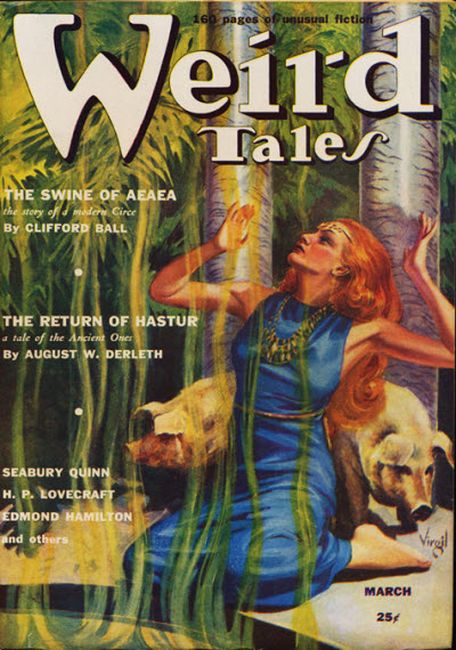 160 pages of unusual fiction
Weird
Tales
THE SWINE OF AEAEA
the story of a modern Circe
By CLIFFORD BALL
THE RETURN OF HASTUR
a tale of the Ancient Ones
By AUGUST W. DERLETH
SEABURY QUINN
H. P. LOVECRAFT
EDMOND HAMILTON
and others
Virgil
MARCH
25¢